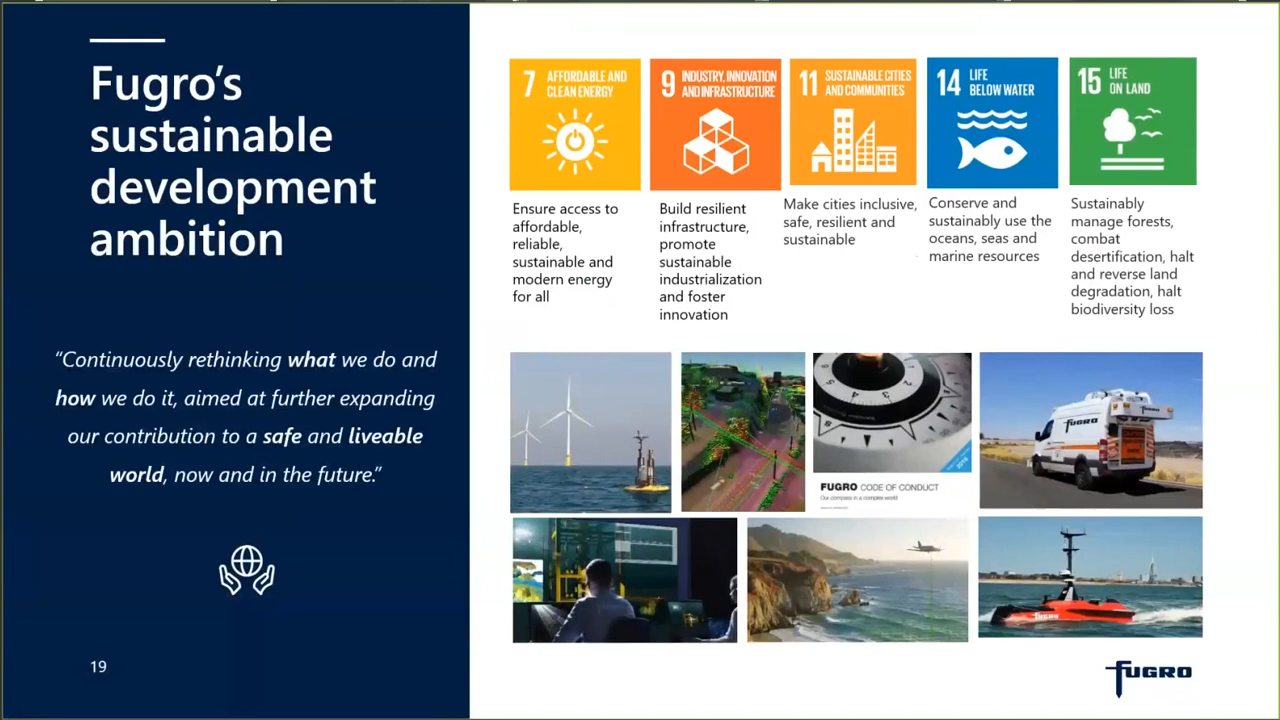 Fugro's
sustainable
development
ambition
"Continuously rethinking what we do and
how we do it, aimed at further expanding
our contribution to a safe and liveable
world, now and in the future."
19
7 AFFORDABLE AND
CLEAN ENERGY
Ensure access to
affordable,
reliable,
sustainable and
modern energy
for all
9 INDUSTRY, INNOVATION
AND INFRASTRUCTURE
Build resilient
infrastructure,
promote
sustainable
industrialization
and foster
innovation
11 SUSTAINABLE CITIES
AND COMMUNITIES
Make cities inclusive,
safe, resilient and
sustainable
14 LIFE
BELOW WATER
Conserve and
sustainably use the
oceans, seas and
marine resources
15 LIFE
ON LAND
Sustainably
manage forests,
combat
desertification, halt
and reverse land
degradation, halt
biodiversity loss
FUGRO CODE OF CONDUCT
Our compass in a complex world
FUGRO
FUGRO
FUGRO